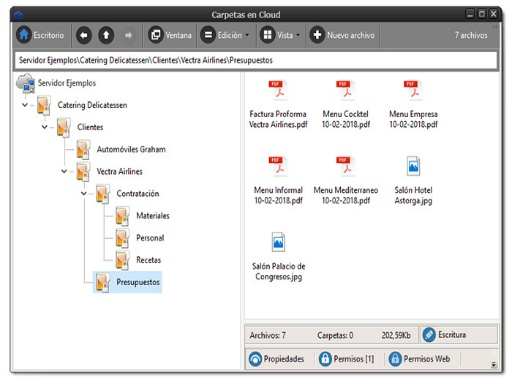 Carpetas en Cloud
Escritorio
Ventana
Edición
Vista
Nuevo archivo
7 archivos
Servidor Ejemplos\Catering Delicatessen\Clientes\Vectra Airlines\Presupuestos
Servidor Ejemplos
Catering Delicatessen
Clientes
Automóviles Graham
Vectra Airlines
Contratación
Materiales
Personal
Recetas
Presupuestos
Factura Proforma
Vectra Airlines.pdf
Menu Cocktel
10-02-2018.pdf
Menu Empresa
10-02-2018.pdf
Menu Informal
10-02-2018.pdf
Menu Mediterraneo
10-02-2018.pdf
Salón Hotel
Astorga.jpg
Salón Palacio de
Congresos.jpg
Archivos: 7
Carpetas: 0
202,59Kb
Escritura
Propiedades
Permisos [1]
Permisos Web